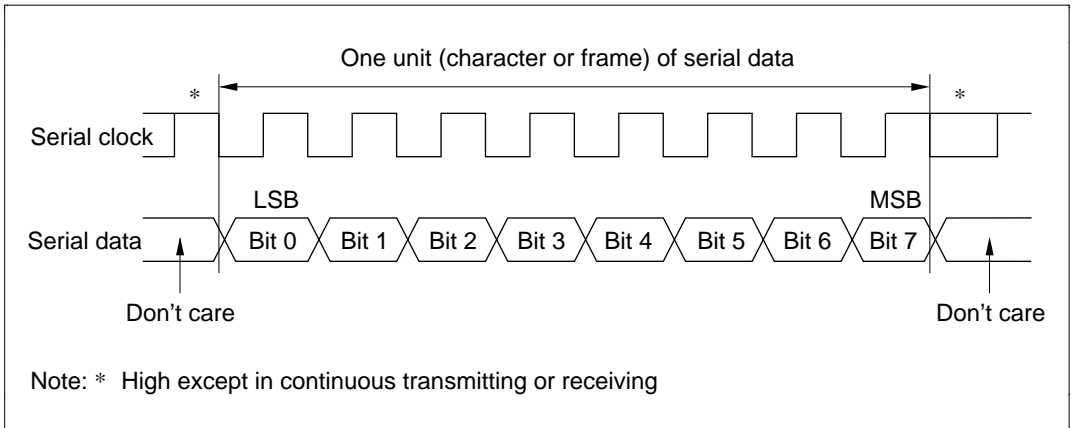 One unit (character or frame) of serial data
* *
Serial clock
LSB MSB
Serial data Bit 0 Bit 1 Bit 2 Bit 3 Bit 4 Bit 5 Bit 6 Bit 7
Don't care Don't care
Note: * High except in continuous transmitting or receiving